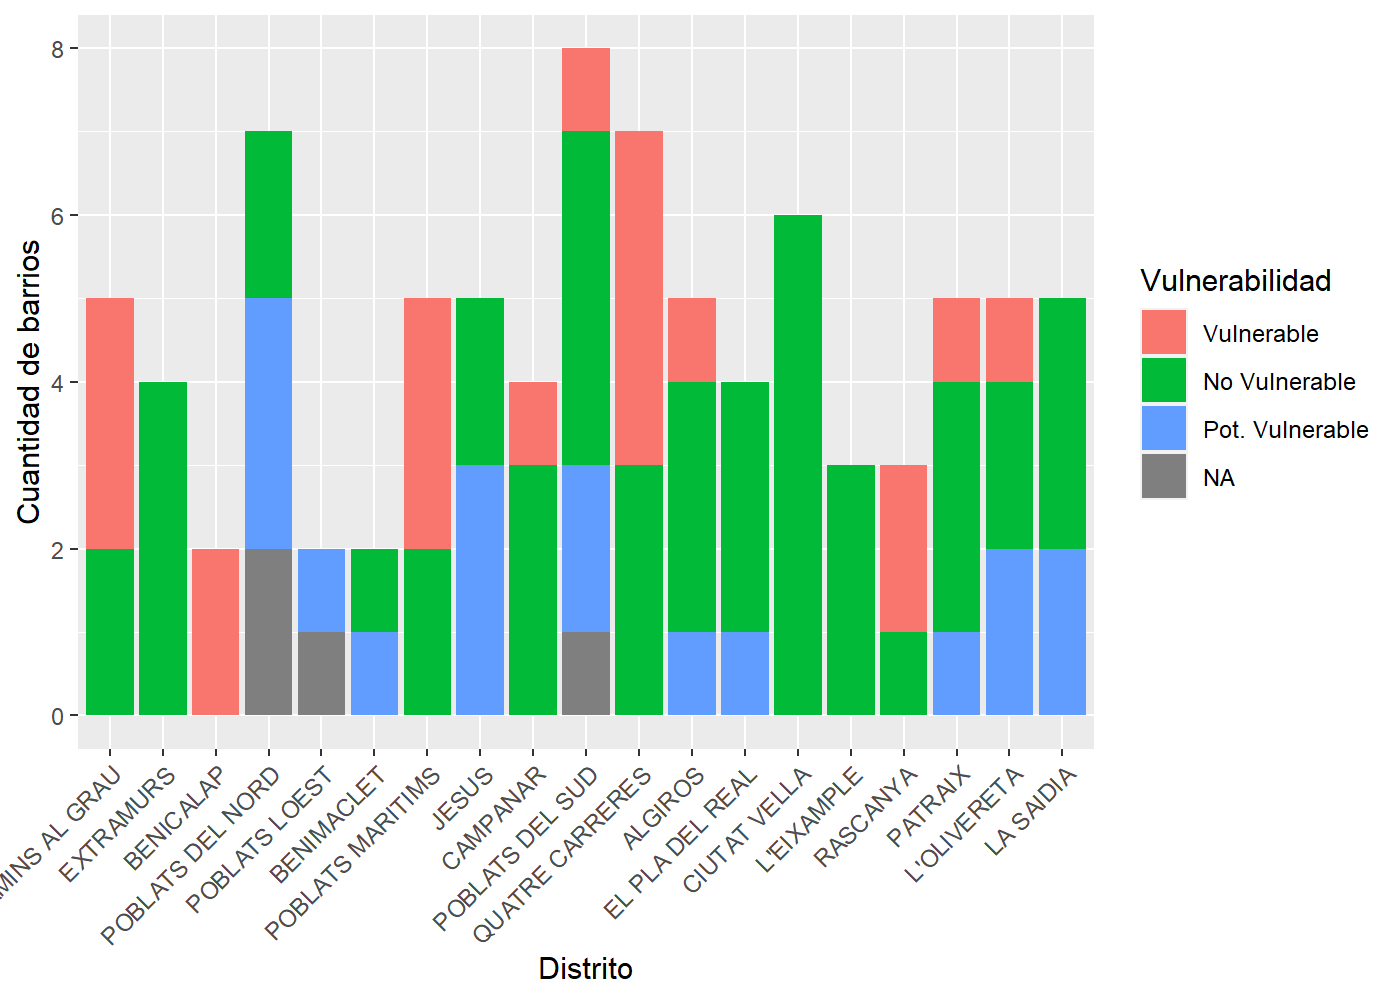 8
6
4
2
0
Cuantidad de barrios
AL GRAU
EXTRAMURS
BENICALAP
POBLATS DEL NORD
POBLATS LOEST
BENIMACLET
POBLATS MARITIMS
JESUS
CAMPANAR
POBLATS DEL SUD
QUATRE CARRERES
ALGIROS
EL PLA DEL REAL
CIUTAT VELLA
L'EIXAMPLE
RASCANYA
PATRAIX
L'OLIVERETA
LA SAIDIA
Distrito
Vulnerabilidad
Vulnerable
No Vulnerable
Pot. Vulnerable
NA